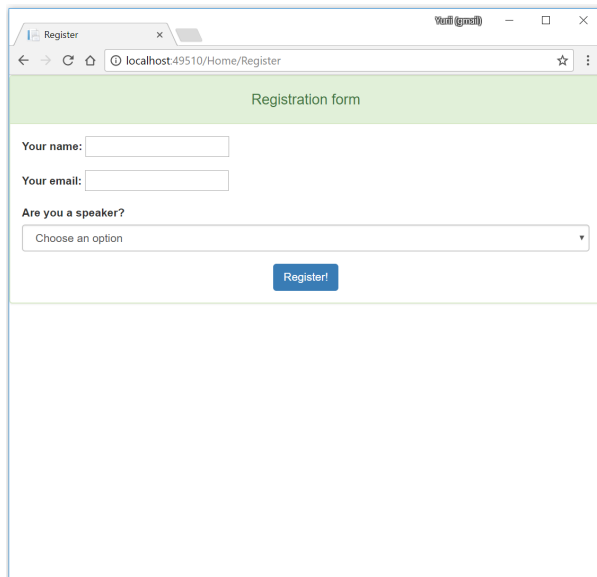 Yurii (gmail)
Register
localhost:49510/Home/Register
Registration form
Your name:
Your email:
Are you a speaker?
Choose an option
Register!